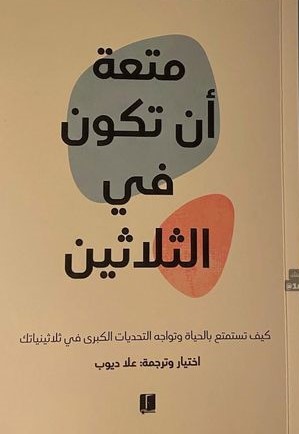 متعة
أن تكون
في
الثلاثين
كيف تستمتع بالحياة وتواجه التحديات الكبرى في ثلاثينياتك
اختيار وترجمة: علا ديوب